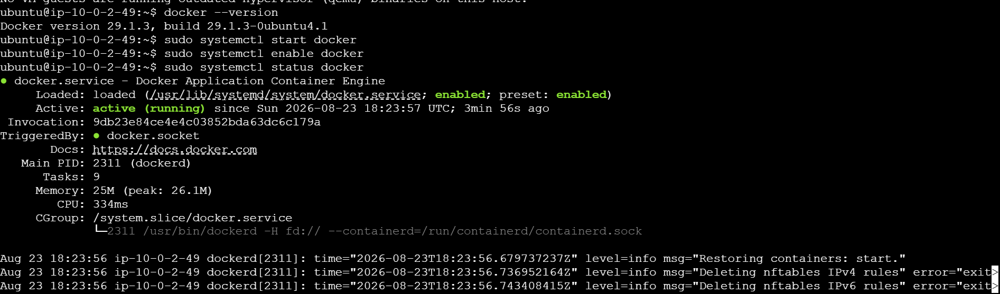 No VM guests are running outdated hypervisor (qemu) binaries on this host.
ubuntu@ip-10-0-2-49:~$ docker --version
Docker version 29.1.3, build 29.1.3-0ubuntu4.1
ubuntu@ip-10-0-2-49:~$ sudo systemctl start docker
ubuntu@ip-10-0-2-49:~$ sudo systemctl enable docker
ubuntu@ip-10-0-2-49:~$ sudo systemctl status docker
● docker.service - Docker Application Container Engine
     Loaded: loaded (/usr/lib/systemd/system/docker.service; enabled; preset: enabled)
     Active: active (running) since Sun 2026-08-23 18:23:57 UTC; 3min 56s ago
 Invocation: 9db23e84ce4e4c03852bda63dc6c179a
TriggeredBy: ● docker.socket
       Docs: https://docs.docker.com
   Main PID: 2311 (dockerd)
      Tasks: 9
     Memory: 25M (peak: 26.1M)
        CPU: 334ms
     CGroup: /system.slice/docker.service
             └─2311 /usr/bin/dockerd -H fd:// --containerd=/run/containerd/containerd.sock
Aug 23 18:23:56 ip-10-0-2-49 dockerd[2311]: time="2026-08-23T18:23:56.679737237Z" level=info msg="Restoring containers: start."
Aug 23 18:23:56 ip-10-0-2-49 dockerd[2311]: time="2026-08-23T18:23:56.736952164Z" level=info msg="Deleting nftables IPv4 rules" error="exit>
Aug 23 18:23:56 ip-10-0-2-49 dockerd[2311]: time="2026-08-23T18:23:56.743408415Z" level=info msg="Deleting nftables IPv6 rules" error="exit>